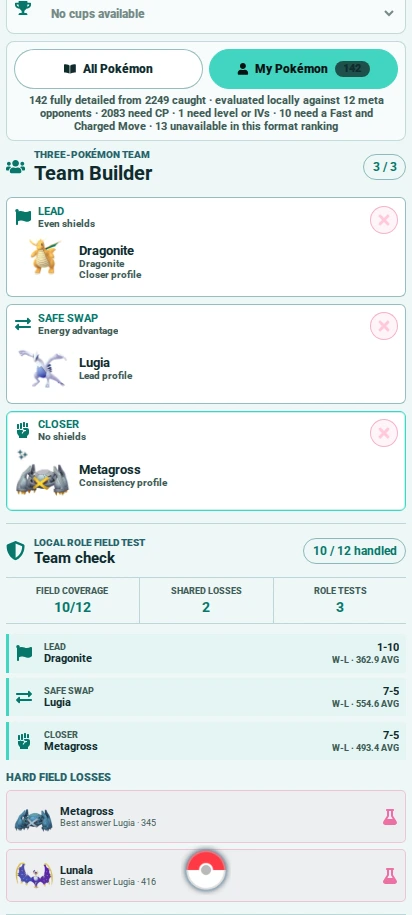 No cups available
All Pokémon
My Pokémon 142
142 fully detailed from 2249 caught · evaluated locally against 12 meta
opponents · 2083 need CP · 1 need level or IVs · 10 need a Fast and
Charged Move · 13 unavailable in this format ranking
THREE-POKÉMON TEAM
Team Builder
3 / 3
LEAD
Even shields
Dragonite
Dragonite
Closer profile
SAFE SWAP
Energy advantage
Lugia
Lead profile
CLOSER
No shields
Metagross
Consistency profile
LOCAL ROLE FIELD TEST
Team check
10 / 12 handled
FIELD COVERAGE
10/12
SHARED LOSSES
2
ROLE TESTS
3
LEAD
Dragonite
1-10
W-L · 362.9 AVG
SAFE SWAP
Lugia
7-5
W-L · 554.6 AVG
CLOSER
Metagross
7-5
W-L · 493.4 AVG
HARD FIELD LOSSES
Metagross
Best answer Lugia · 345
Lunala
Best answer Lugia · 416